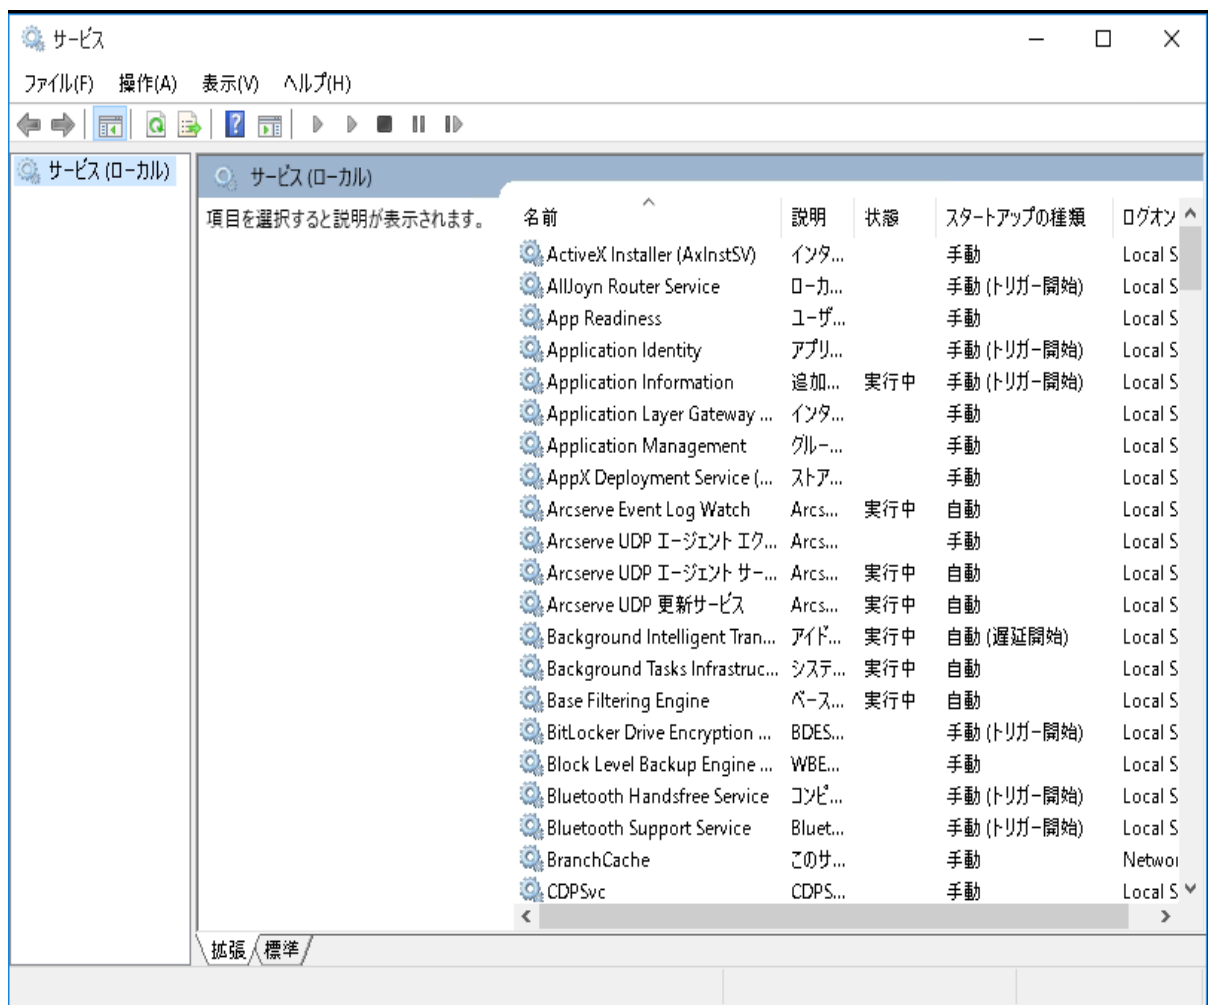 サービス
ファイル(F) 操作(A) 表示(V) ヘルプ(H)
サービス (ローカル)
サービス (ローカル)
項目を選択すると説明が表示されます。
名前 説明 状態 スタートアップの種類 ログオン
ActiveX Installer (AxInstSV) インタ... 手動 Local S
AllJoyn Router Service ローカ... 手動 (トリガー開始) Local S
App Readiness ユーザ... 手動 Local S
Application Identity アプリ... 手動 (トリガー開始) Local S
Application Information 追加... 実行中 手動 (トリガー開始) Local S
Application Layer Gateway ... インタ... 手動 Local S
Application Management グルー... 手動 Local S
AppX Deployment Service (... ストア... 手動 Local S
Arcserve Event Log Watch Arcs... 実行中 自動 Local S
Arcserve UDP エージェント エク... Arcs... 手動 Local S
Arcserve UDP エージェント サー... Arcs... 実行中 自動 Local S
Arcserve UDP 更新サービス Arcs... 実行中 自動 Local S
Background Intelligent Tran... アイド... 実行中 自動 (遅延開始) Local S
Background Tasks Infrastruc... システ... 実行中 自動 Local S
Base Filtering Engine ベース... 実行中 自動 Local S
BitLocker Drive Encryption ... BDES... 手動 (トリガー開始) Local S
Block Level Backup Engine ... WBE... 手動 Local S
Bluetooth Handsfree Service コンピ... 手動 (トリガー開始) Local S
Bluetooth Support Service Bluet... 手動 (トリガー開始) Local S
BranchCache このサ... 手動 Networ
CDPSvc CDPS... 手動 Local S
拡張 標準